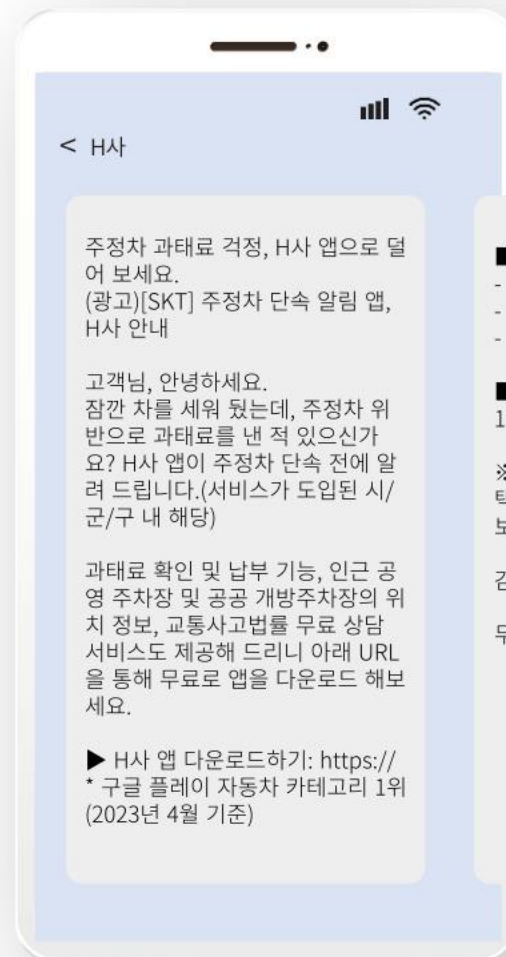 < H사
주정차 과태료 걱정, H사 앱으로 덜
어 보세요.
(광고)[SKT] 주정차 단속 알림 앱,
H사 안내
고객님, 안녕하세요.
잠깐 차를 세워 뒀는데, 주정차 위
반으로 과태료를 낸 적 있으신가
요? H사 앱이 주정차 단속 전에 알
려 드립니다.(서비스가 도입된 시/
군/구 내 해당)
과태료 확인 및 납부 기능, 인근 공
영 주차장 및 공공 개방주차장의 위
치 정보, 교통사고법률 무료 상담
서비스도 제공해 드리니 아래 URL
을 통해 무료로 앱을 다운로드 해보
세요.
▶ H사 앱 다운로드하기: https://
* 구글 플레이 자동차 카테고리 1위
(2023년 4월 기준)
■
-
-
-
■
1
※